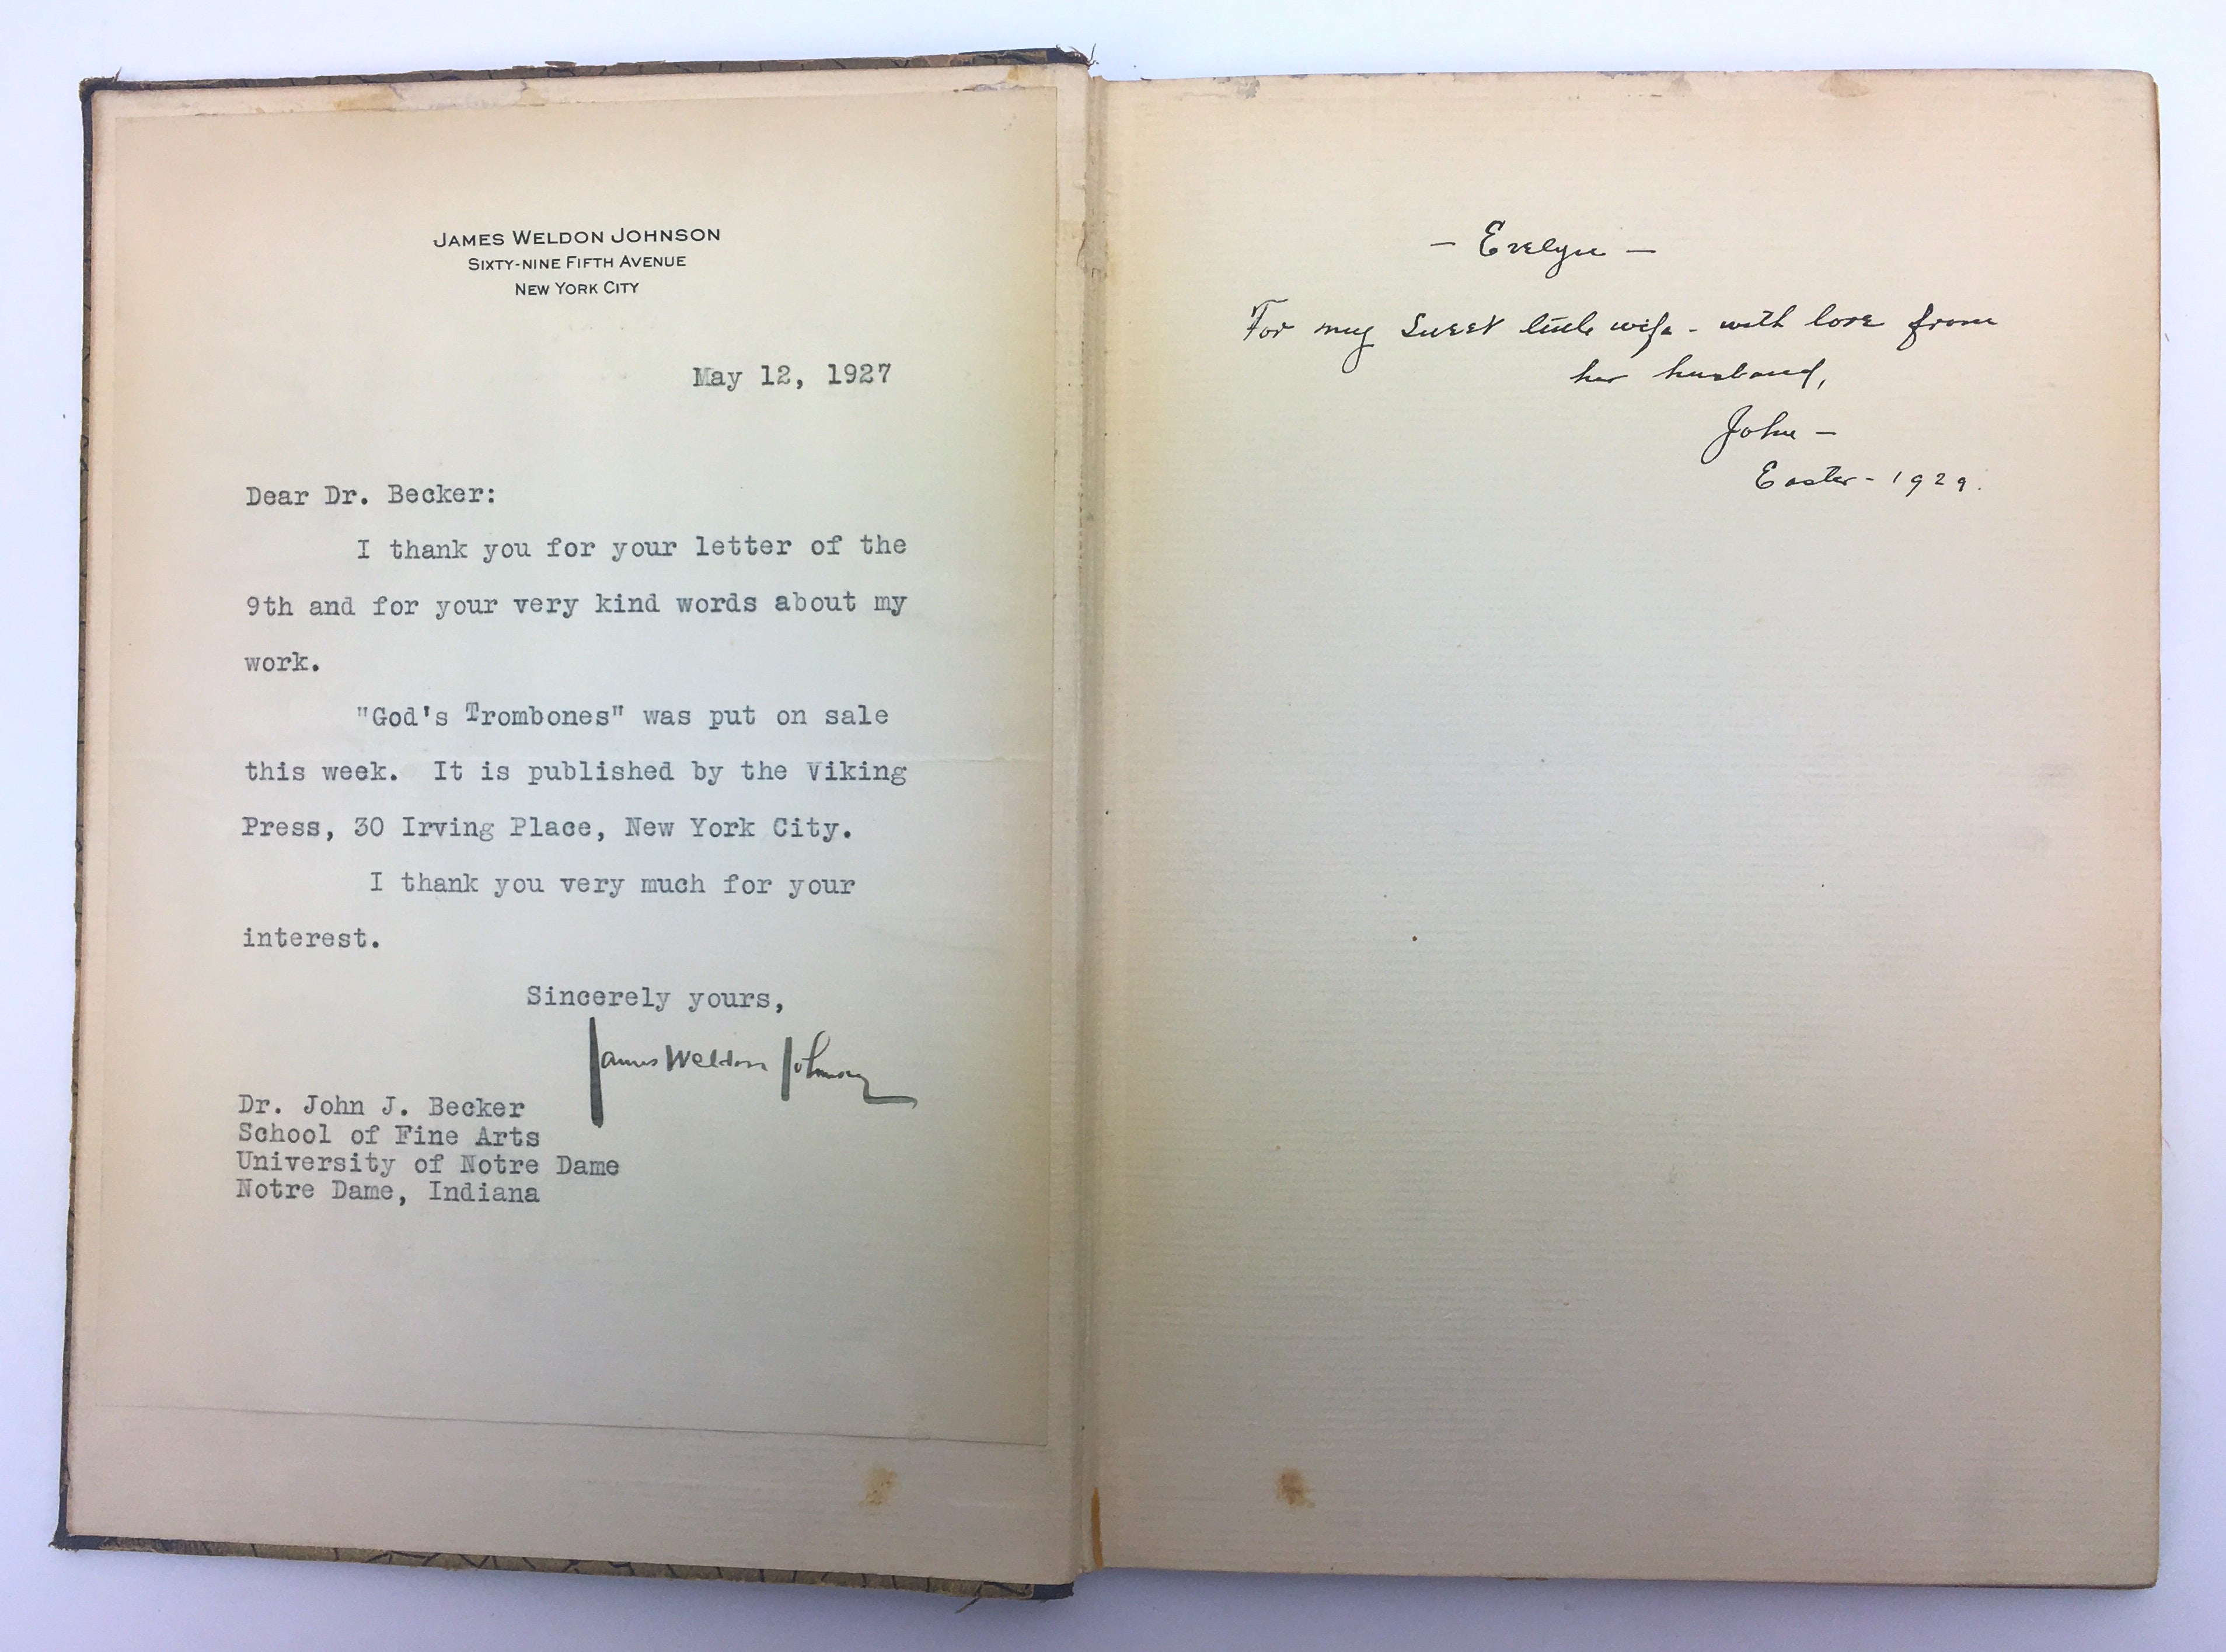 JAMES WELDON JOHNSON
SIXTY-NINE FIFTH AVENUE
NEW YORK CITY
May 12, 1927
Dear Dr. Becker:
I thank you for your letter of the
9th and for your very kind words about my
work.
"God's Trombones" was put on sale
this week. It is published by the Viking
Press, 30 Irving Place, New York City.
I thank you very much for your
interest.
Sincerely yours,
James Weldon Johnson
Dr. John J. Becker
School of Fine Arts
University of Notre Dame
Notre Dame, Indiana
- Evelyn -
For my sweet little wife - with love from
her husband,
John -
Easter - 1929.